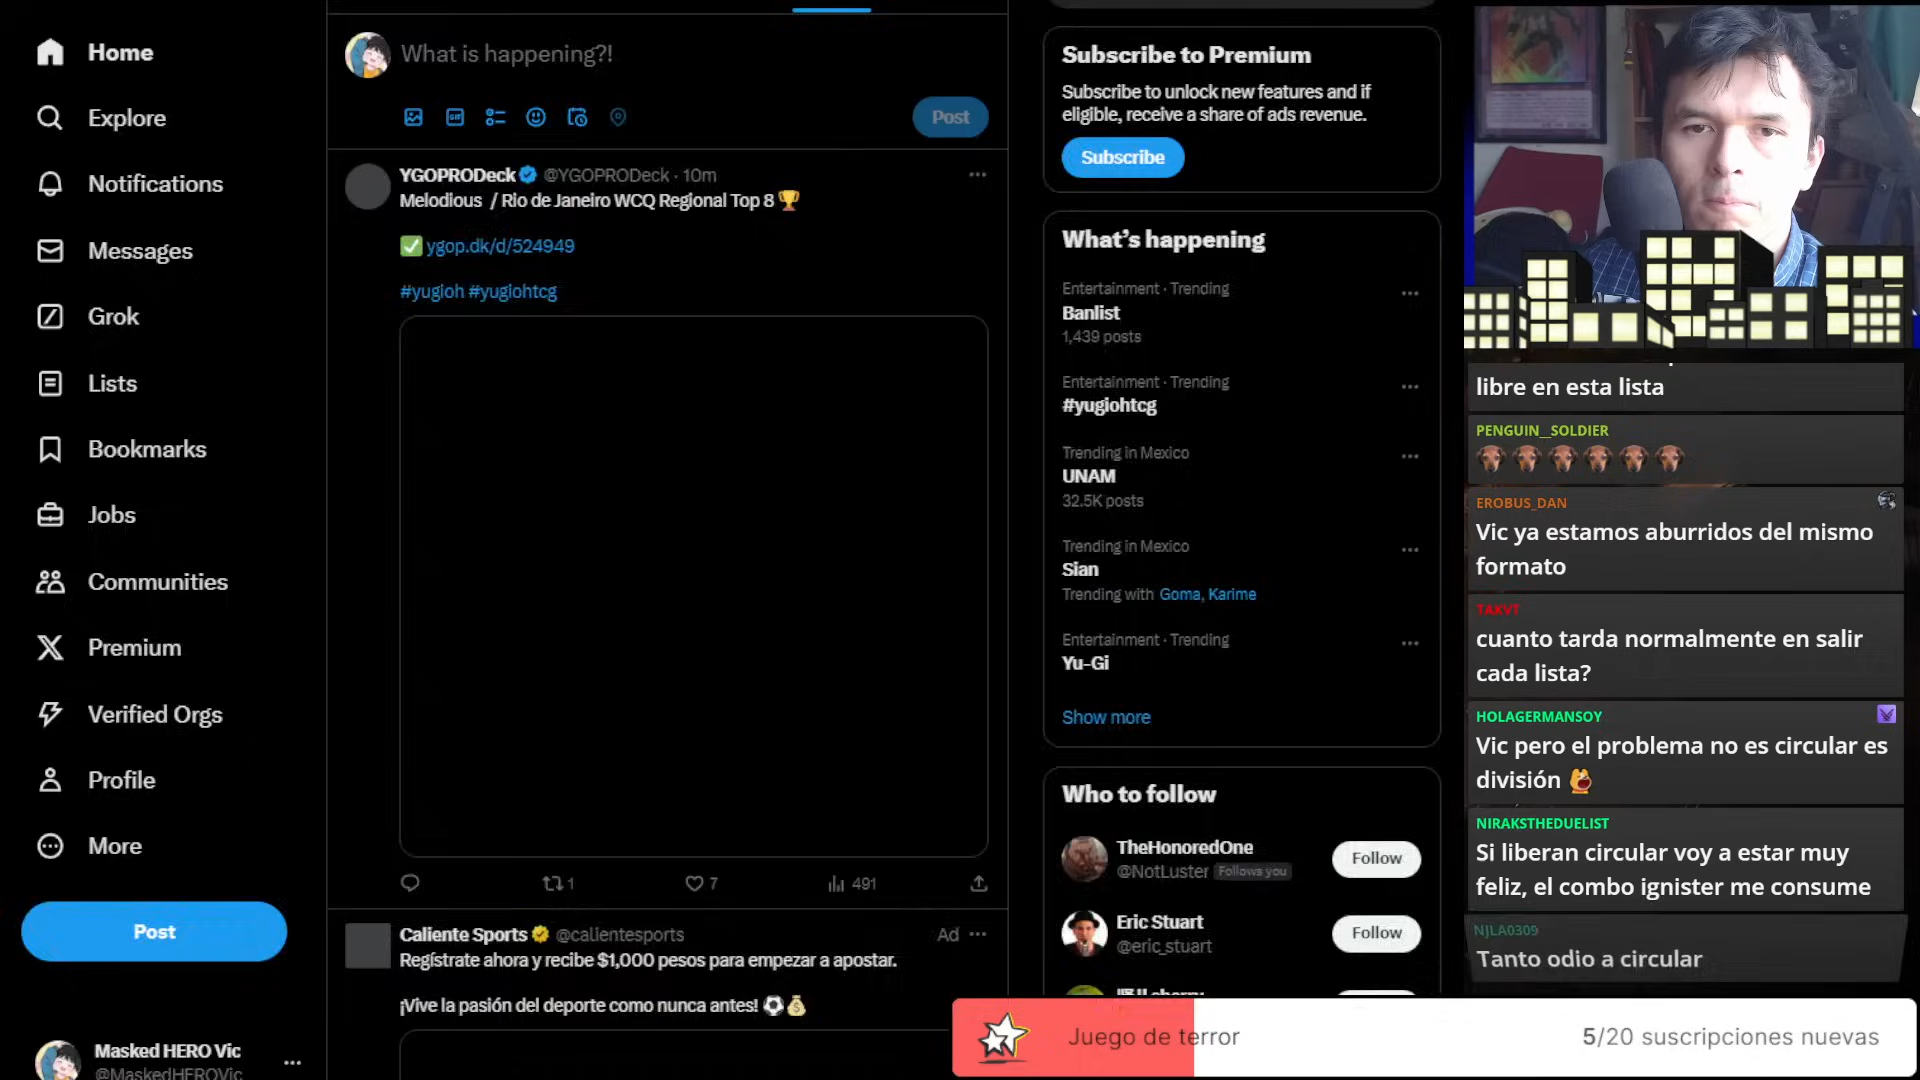 Home
Explore
Notifications
Messages
Grok
Lists
Bookmarks
Jobs
Communities
Premium
Verified Orgs
Profile
More
Post
Masked HERO Vic
@MaskedHEROVic
What is happening?!
Post
YGOPRODeck @YGOPRODeck · 10m
Melodious / Rio de Janeiro WCQ Regional Top 8 🏆
✅ ygop.dk/d/524949
#yugioh #yugiohtcg
1
7
491
Caliente Sports @calientesports
Ad
Regístrate ahora y recibe $1,000 pesos para empezar a apostar.
¡Vive la pasión del deporte como nunca antes! ⚽💰
Subscribe to Premium
Subscribe to unlock new features and if
eligible, receive a share of ads revenue.
Subscribe
What's happening
Entertainment · Trending
Banlist
1,439 posts
Entertainment · Trending
#yugiohtcg
Trending in Mexico
UNAM
32.5K posts
Trending in Mexico
Sian
Trending with Goma, Karime
Entertainment · Trending
Yu-Gi
Show more
Who to follow
TheHonoredOne
@NotLuster Follows you
Follow
Eric Stuart
@eric_stuart
Follow
libre en esta lista
PENGUIN__SOLDIER
EROBUS_DAN
Vic ya estamos aburridos del mismo
formato
TAKVT
cuanto tarda normalmente en salir
cada lista?
HOLAGERMANSOY
Vic pero el problema no es circular es
división
NIRAKSTHEDUELIST
Si liberan circular voy a estar muy
feliz, el combo ignister me consume
NJLA0309
Tanto odio a circular
Juego de terror
5/20 suscripciones nuevas